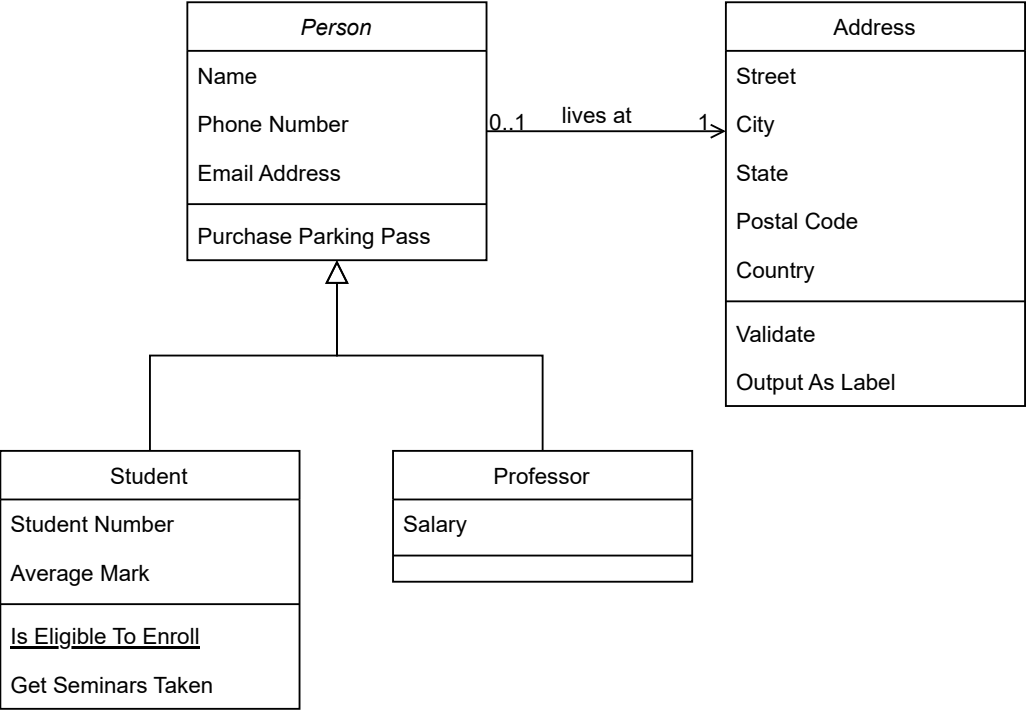 Person
Name
Phone Number
Email Address
Purchase Parking Pass
0..1
lives at
1
Address
Street
City
State
Postal Code
Country
Validate
Output As Label
Student
Student Number
Average Mark
Is Eligible To Enroll
Get Seminars Taken
Professor
Salary